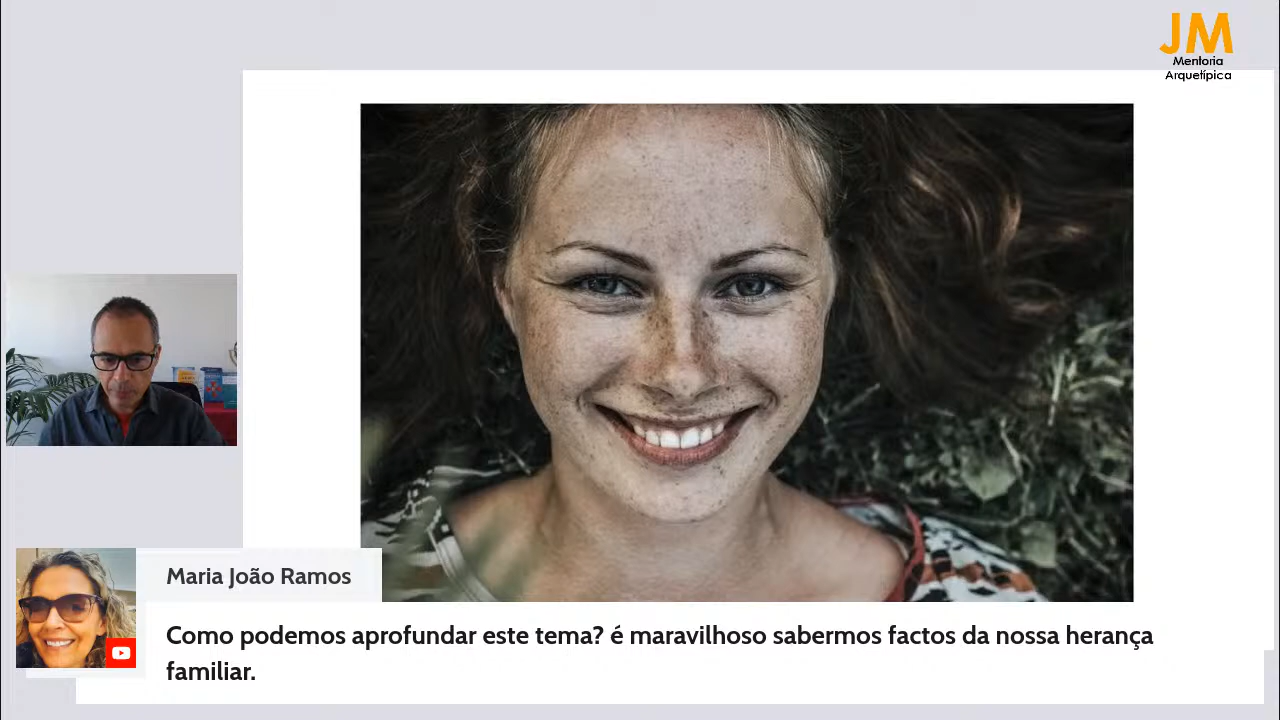 JM
Mentoria
Arquetípica
Maria João Ramos
Como podemos aprofundar este tema? é maravilhoso sabermos factos da nossa herança
familiar.